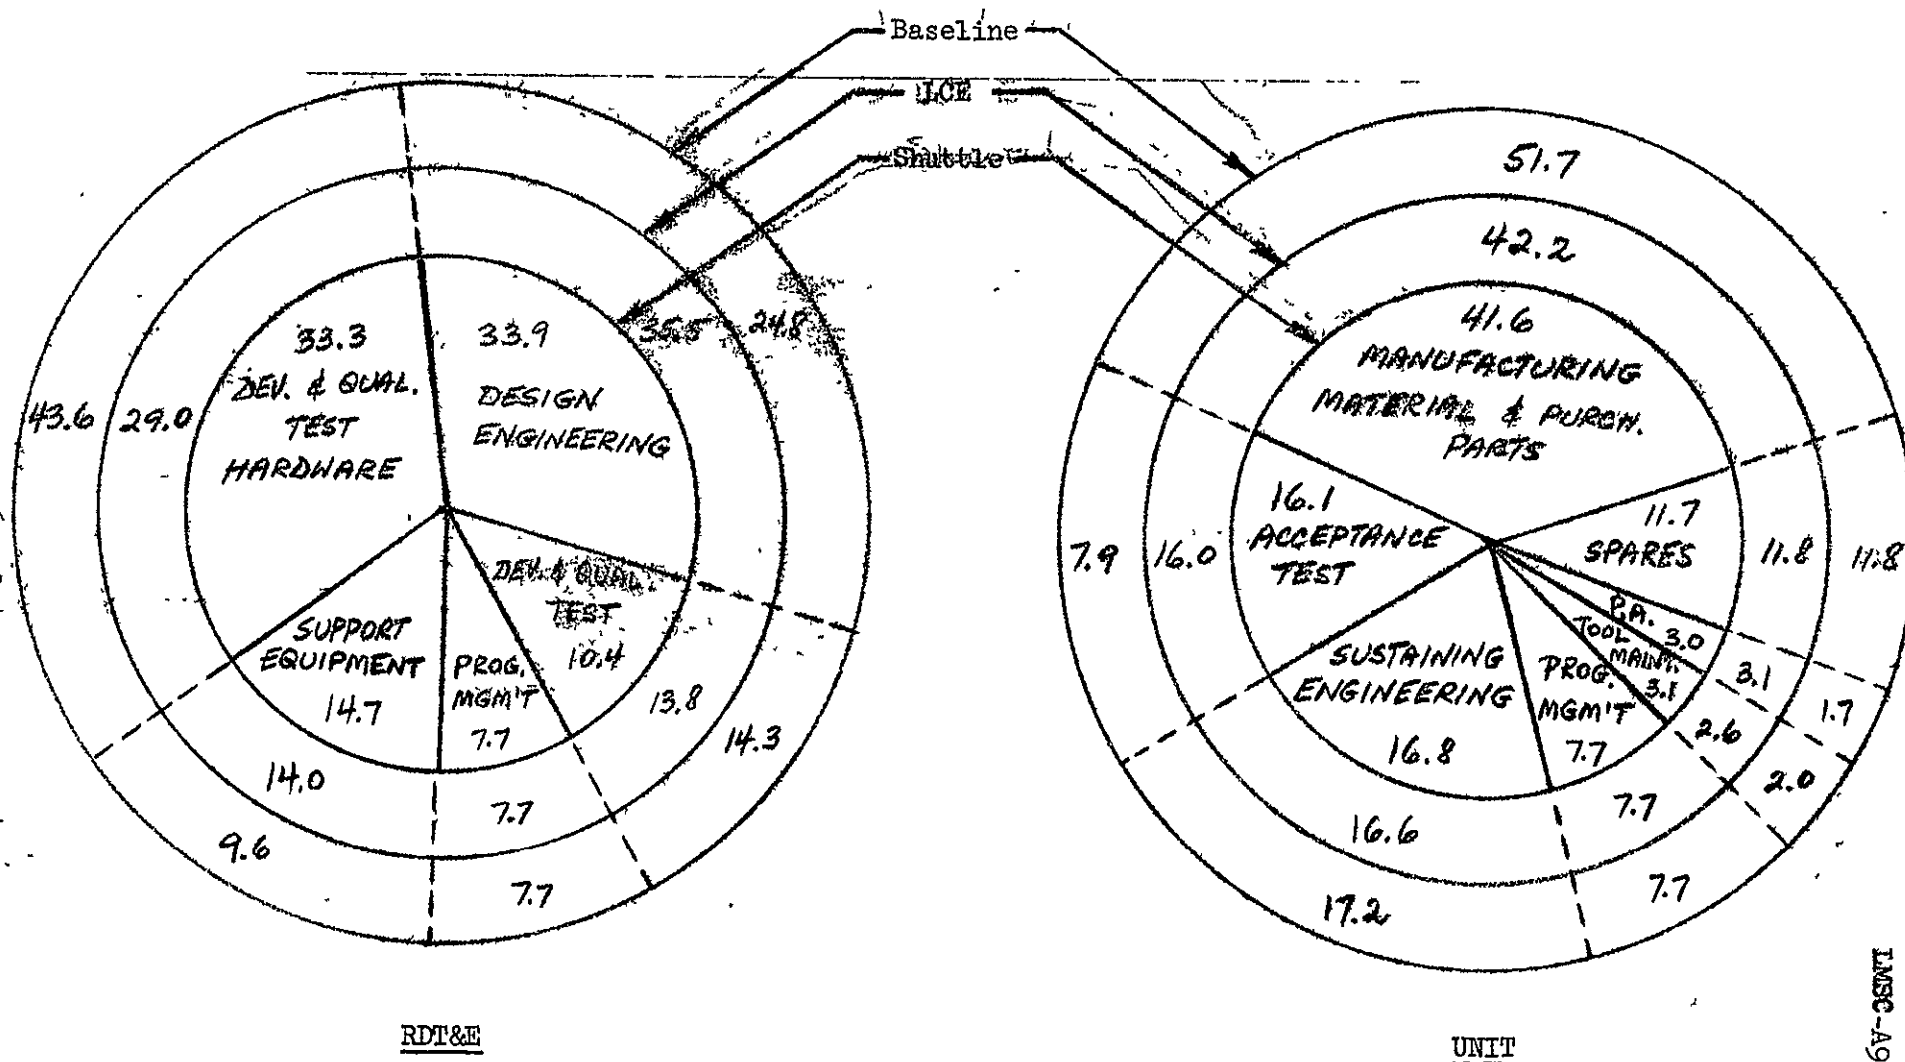 Baseline
LCE
Shuttle
33.3
DEV. & QUAL.
TEST
HARDWARE
33.9
DESIGN
ENGINEERING
35.5
24.8
43.6
29.0
DEV. & QUAL.
TEST
10.4
13.8
14.3
SUPPORT
EQUIPMENT
14.7
14.0
9.6
PROG.
MGM'T
7.7
7.7
7.7
RDT&E
51.7
42.2
41.6
MANUFACTURING
MATERIAL & PURCH.
PARTS
16.1
ACCEPTANCE
TEST
16.0
7.9
11.7
SPARES
11.8
11.8
P.A.
3.0
3.1
1.7
TOOL
MAINT.
3.1
2.6
2.0
PROG.
MGM'T
7.7
7.7
7.7
SUSTAINING
ENGINEERING
16.8
16.6
17.2
UNIT
LMSC-A9